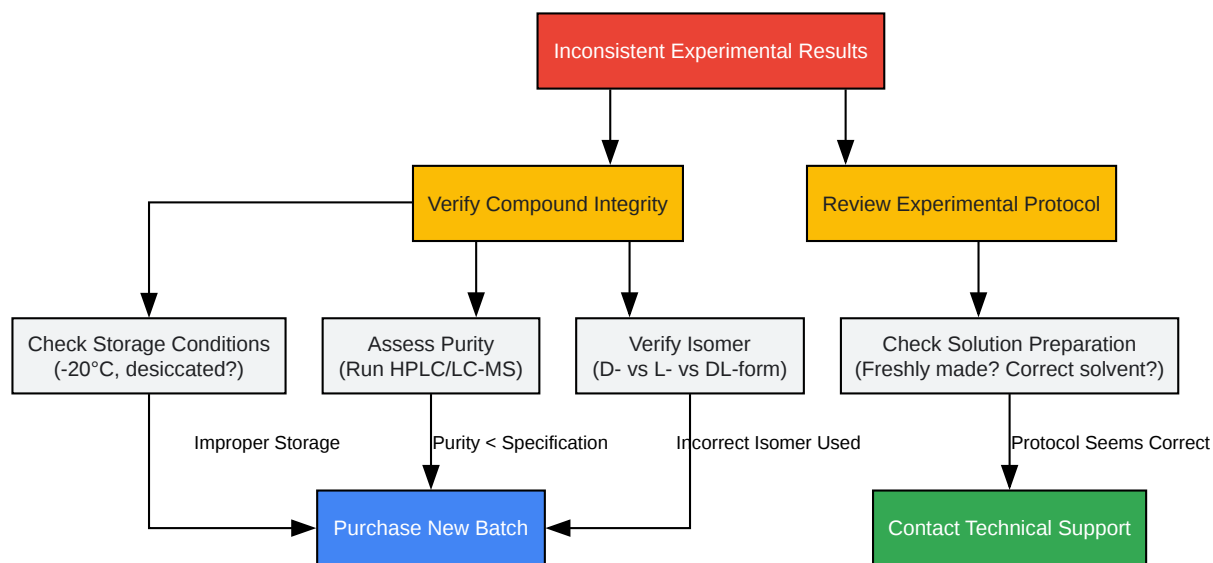 Inconsistent Experimental Results
Verify Compound Integrity
Review Experimental Protocol
Check Storage Conditions
(-20°C, desiccated?)
Assess Purity
(Run HPLC/LC-MS)
Verify Isomer
(D- vs L- vs DL-form)
Check Solution Preparation
(Freshly made? Correct solvent?)
Improper Storage
Purity < Specification
Incorrect Isomer Used
Protocol Seems Correct
Purchase New Batch
Contact Technical Support